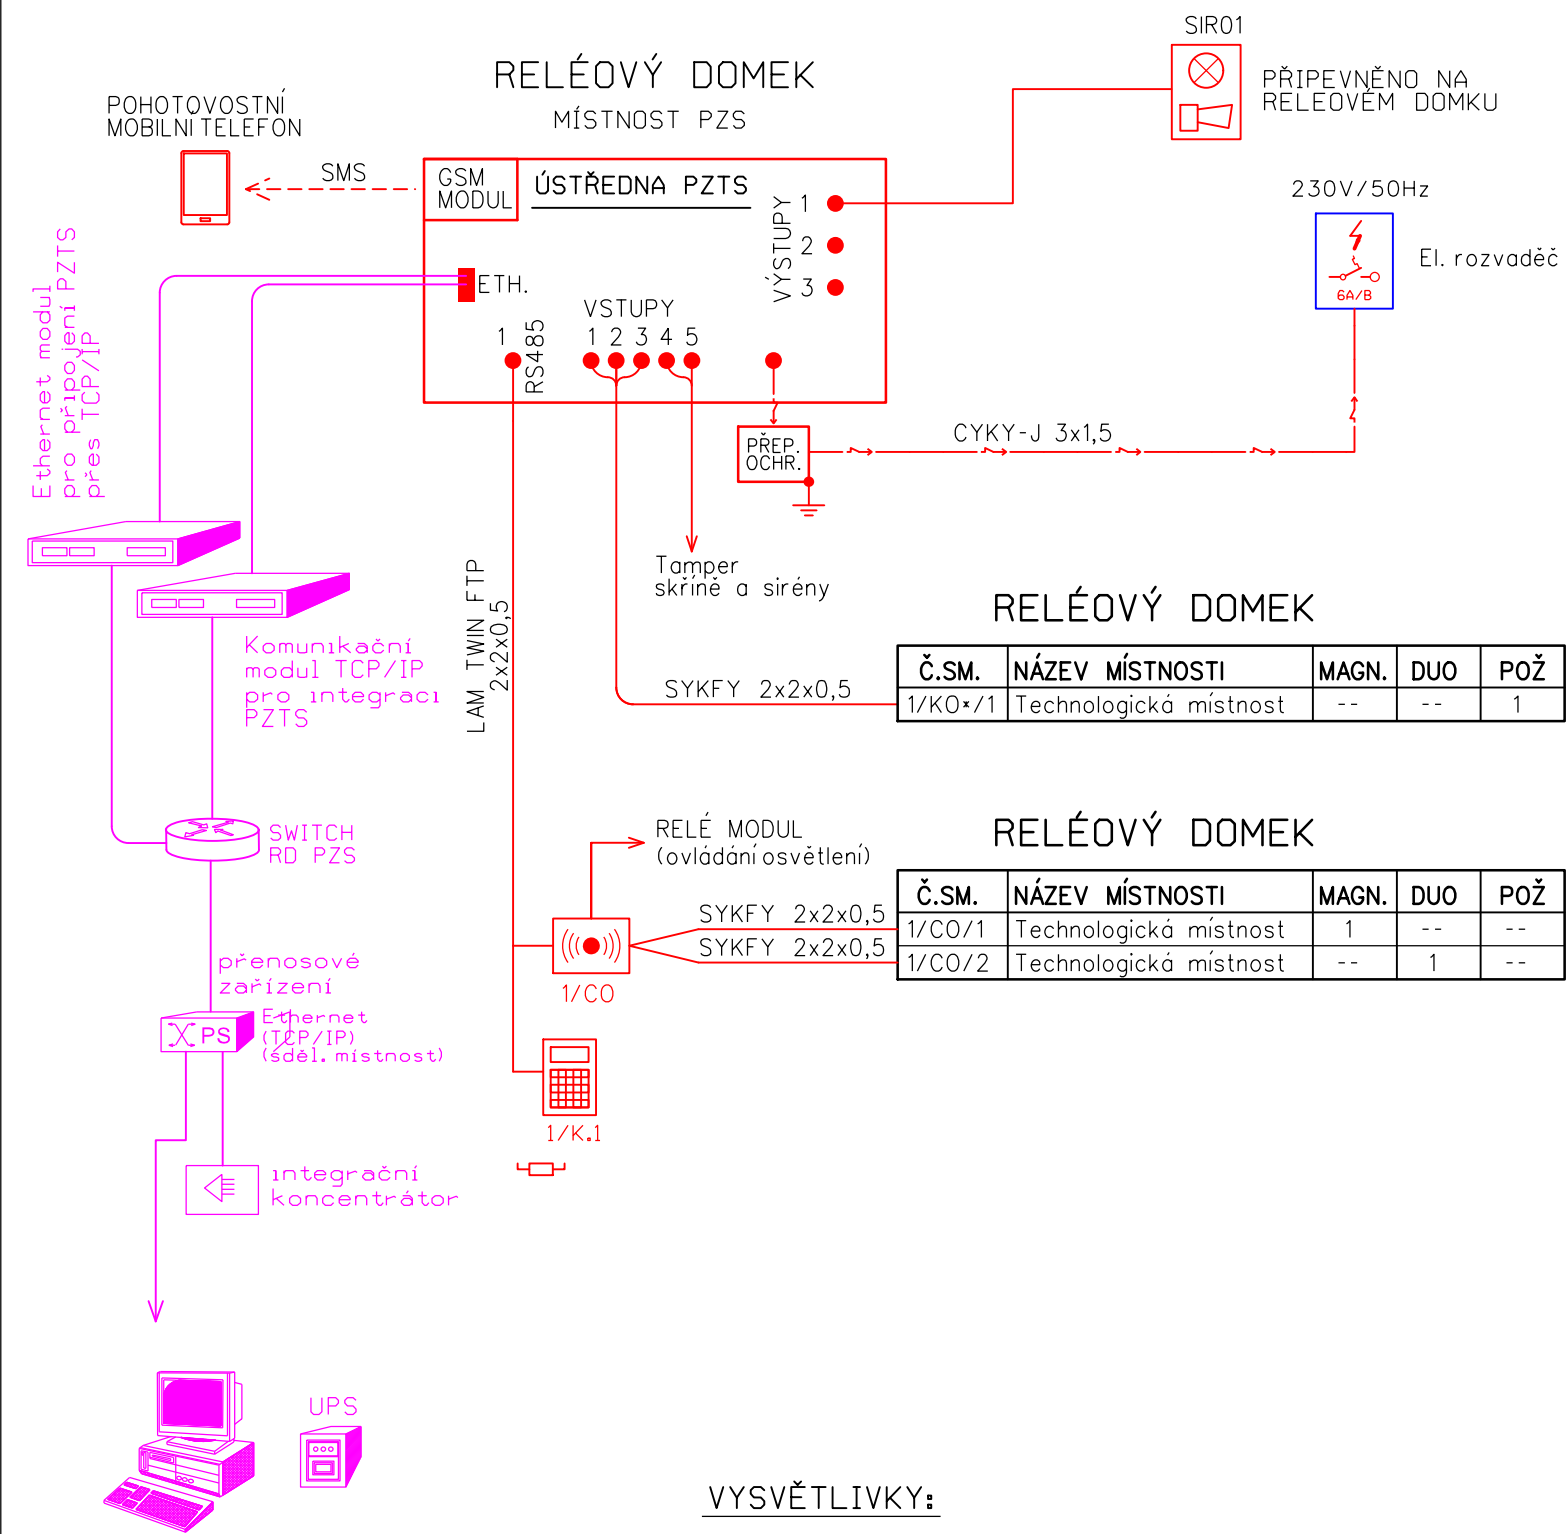 SIR01
PŘIPEVNĚNO NA
RELEOVÉM DOMKU
RELÉOVÝ DOMEK
MÍSTNOST PZS
POHOTOVOSTNÍ
MOBILNÍ TELEFON
SMS
GSM
MODUL
ÚSTŘEDNA PZTS
VÝSTUPY
1
2
3
230V/50Hz
El. rozvaděč
6A/B
ETH.
Ethernet modul
pro připojení PZTS
přes TCP/IP
VSTUPY
1
RS485
1 2 3 4 5
PŘEP.
OCHR.
CYKY-J 3x1,5
Tamper
skříně a sirény
LAM TWIN FTP
2x2x0,5
Komunikační
modul TCP/IP
pro integraci
PZTS
SYKFY 2x2x0,5
RELÉOVÝ DOMEK
Č.SM. NÁZEV MÍSTNOSTI MAGN. DUO POŽ
1/KO*/1 Technologická místnost -- -- 1
SWITCH
RD PZS
RELÉ MODUL
(ovládání osvětlení)
RELÉOVÝ DOMEK
Č.SM. NÁZEV MÍSTNOSTI MAGN. DUO POŽ
SYKFY 2x2x0,5
1/CO/1 Technologická místnost 1 -- --
SYKFY 2x2x0,5
1/CO/2 Technologická místnost -- 1 --
1/CO
přenosové
zařízení
PS
Ethernet
(TCP/IP)
(sděl. místnost)
1/K.1
integrační
koncentrátor
UPS
VYSVĚTLIVKY: